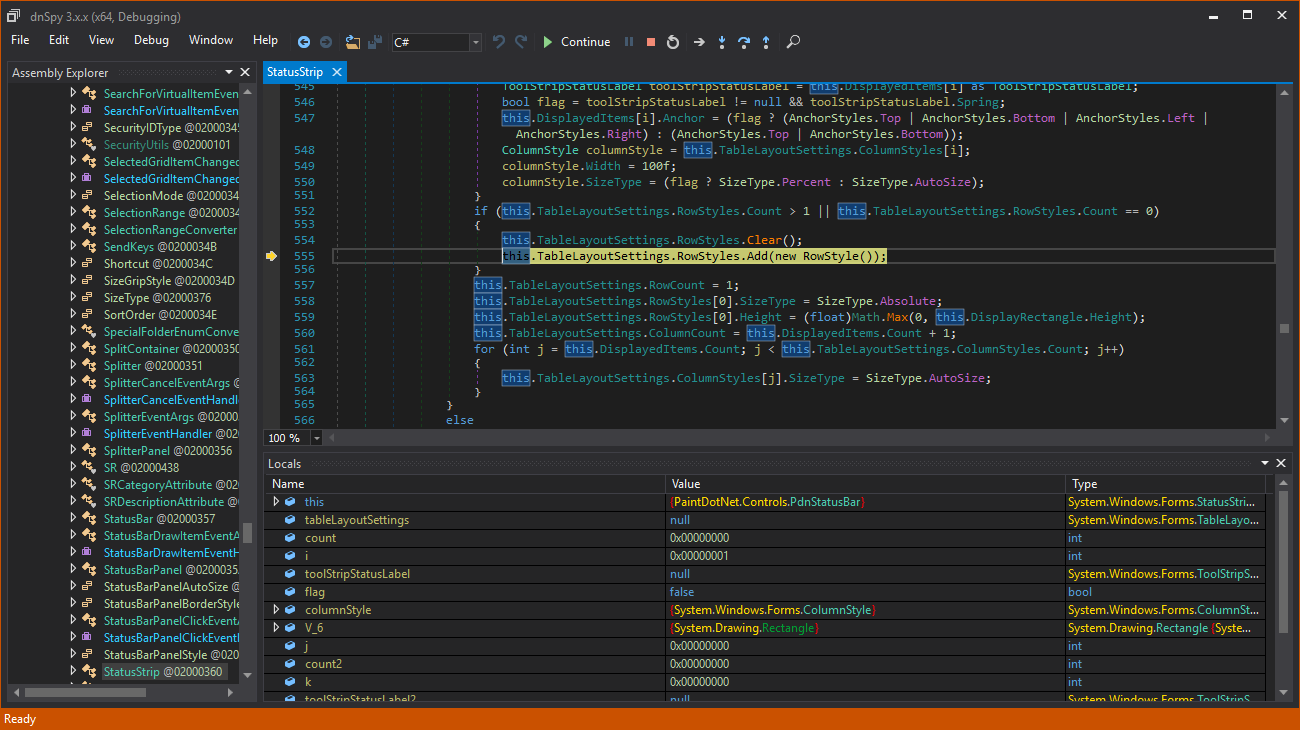 dnSpy 3.x.x (x64, Debugging)
File Edit View Debug Window Help C# Continue
Assembly Explorer
SearchForVirtualItemEven
SearchForVirtualItemEven
SecurityIDType @0200034
SecurityUtils @02000101
SelectedGridItemChanged
SelectedGridItemChanged
SelectionMode @0200034
SelectionRange @0200034
SelectionRangeConverter
SendKeys @0200034B
Shortcut @0200034C
SizeGripStyle @0200034D
SizeType @02000376
SortOrder @0200034E
SpecialFolderEnumConve
SplitContainer @02000350
Splitter @02000351
SplitterCancelEventArgs @
SplitterCancelEventHandl
SplitterEventArgs @02000
SplitterEventHandler @02
SplitterPanel @02000356
SR @02000438
SRCategoryAttribute @02
SRDescriptionAttribute @
StatusBar @02000357
StatusBarDrawItemEventA
StatusBarDrawItemEventH
StatusBarPanel @0200035
StatusBarPanelAutoSize @
StatusBarPanelBorderStyle
StatusBarPanelClickEventA
StatusBarPanelClickEventI
StatusBarPanelStyle @020
StatusStrip @02000360
StatusStrip
545 ToolStripStatusLabel toolStripStatusLabel = this.DisplayedItems[i] as ToolStripStatusLabel;
546 bool flag = toolStripStatusLabel != null && toolStripStatusLabel.Spring;
547 this.DisplayedItems[i].Anchor = (flag ? (AnchorStyles.Top | AnchorStyles.Bottom | AnchorStyles.Left |
AnchorStyles.Right) : (AnchorStyles.Top | AnchorStyles.Bottom));
548 ColumnStyle columnStyle = this.TableLayoutSettings.ColumnStyles[i];
549 columnStyle.Width = 100f;
550 columnStyle.SizeType = (flag ? SizeType.Percent : SizeType.AutoSize);
551 }
552 if (this.TableLayoutSettings.RowStyles.Count > 1 || this.TableLayoutSettings.RowStyles.Count == 0)
553 {
554 this.TableLayoutSettings.RowStyles.Clear();
555 this.TableLayoutSettings.RowStyles.Add(new RowStyle());
556 }
557 this.TableLayoutSettings.RowCount = 1;
558 this.TableLayoutSettings.RowStyles[0].SizeType = SizeType.Absolute;
559 this.TableLayoutSettings.RowStyles[0].Height = (float)Math.Max(0, this.DisplayRectangle.Height);
560 this.TableLayoutSettings.ColumnCount = this.DisplayedItems.Count + 1;
561 for (int j = this.DisplayedItems.Count; j < this.TableLayoutSettings.ColumnStyles.Count; j++)
562 {
563 this.TableLayoutSettings.ColumnStyles[j].SizeType = SizeType.AutoSize;
564 }
565 }
566 else
100 %
Locals
Name Value Type
this {PaintDotNet.Controls.PdnStatusBar} System.Windows.Forms.StatusStri...
tableLayoutSettings null System.Windows.Forms.TableLayo...
count 0x00000000 int
i 0x00000001 int
toolStripStatusLabel null System.Windows.Forms.ToolStripS...
flag false bool
columnStyle {System.Windows.Forms.ColumnStyle} System.Windows.Forms.ColumnSt...
V_6 {System.Drawing.Rectangle} System.Drawing.Rectangle {Syste...
j 0x00000000 int
count2 0x00000000 int
k 0x00000000 int
toolStripStatusLabel2 null System.Windows.Forms.ToolStripS...
Ready